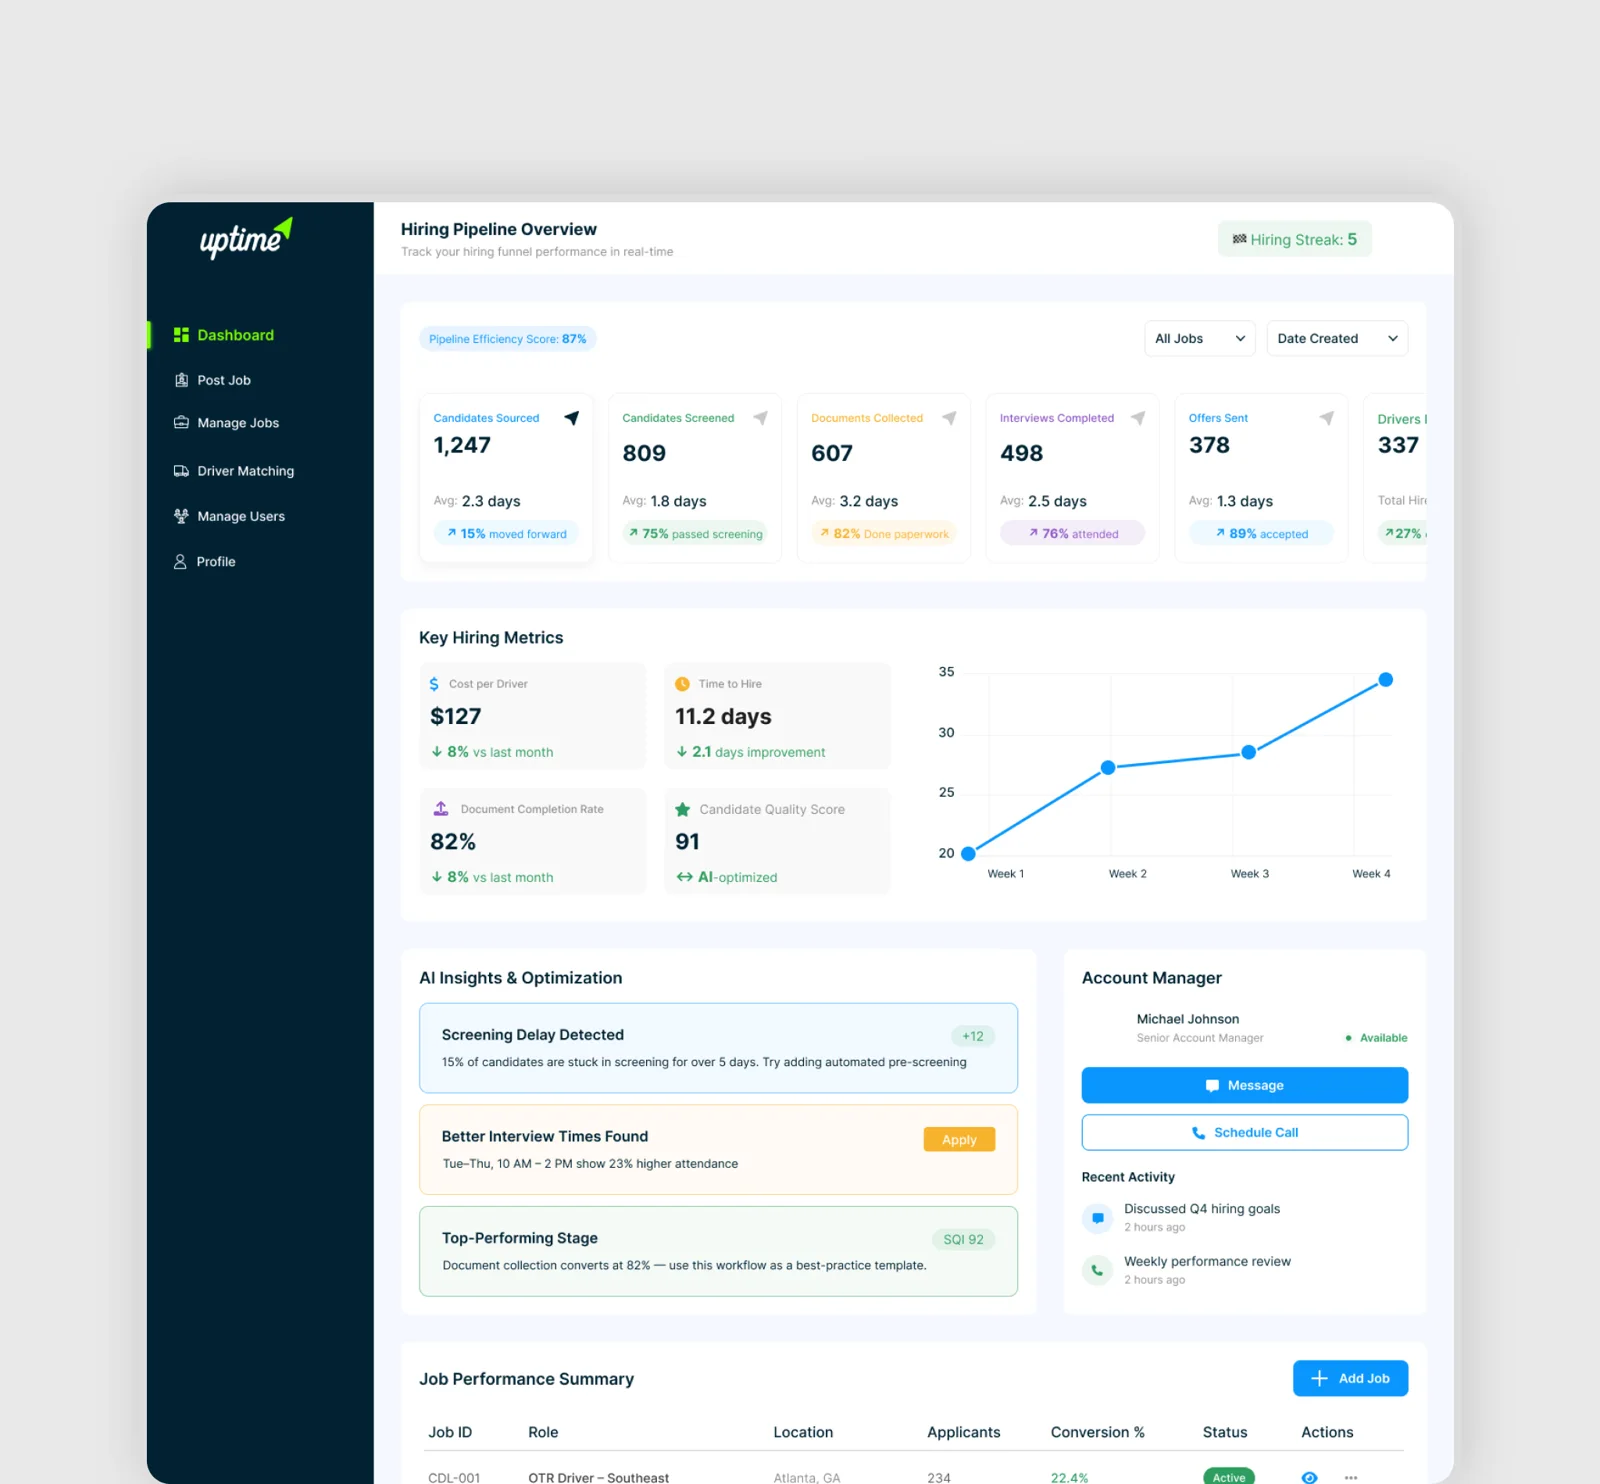 uptime
Dashboard
Post Job
Manage Jobs
Driver Matching
Manage Users
Profile
Hiring Pipeline Overview
Track your hiring funnel performance in real-time
Hiring Streak: 5
Pipeline Efficiency Score: 87%
All Jobs
Date Created
Candidates Sourced
1,247
Avg: 2.3 days
15% moved forward
Candidates Screened
809
Avg: 1.8 days
75% passed screening
Documents Collected
607
Avg: 3.2 days
82% Done paperwork
Interviews Completed
498
Avg: 2.5 days
76% attended
Offers Sent
378
Avg: 1.3 days
89% accepted
Drivers
337
Total Hire
27%
Key Hiring Metrics
Cost per Driver
$127
↓ 8% vs last month
Time to Hire
11.2 days
↓ 2.1 days improvement
Document Completion Rate
82%
↓ 8% vs last month
Candidate Quality Score
91
↔ AI-optimized
35
30
25
20
Week 1
Week 2
Week 3
Week 4
AI Insights & Optimization
Screening Delay Detected
+12
15% of candidates are stuck in screening for over 5 days. Try adding automated pre-screening
Better Interview Times Found
Apply
Tue–Thu, 10 AM – 2 PM show 23% higher attendance
Top-Performing Stage
SQI 92
Document collection converts at 82% — use this workflow as a best-practice template.
Account Manager
Michael Johnson
Senior Account Manager
Available
Message
Schedule Call
Recent Activity
Discussed Q4 hiring goals
2 hours ago
Weekly performance review
2 hours ago
Job Performance Summary
Add Job
Job ID Role Location Applicants Conversion % Status Actions
CDL-001 OTR Driver – Southeast Atlanta, GA 234 22.4% Active